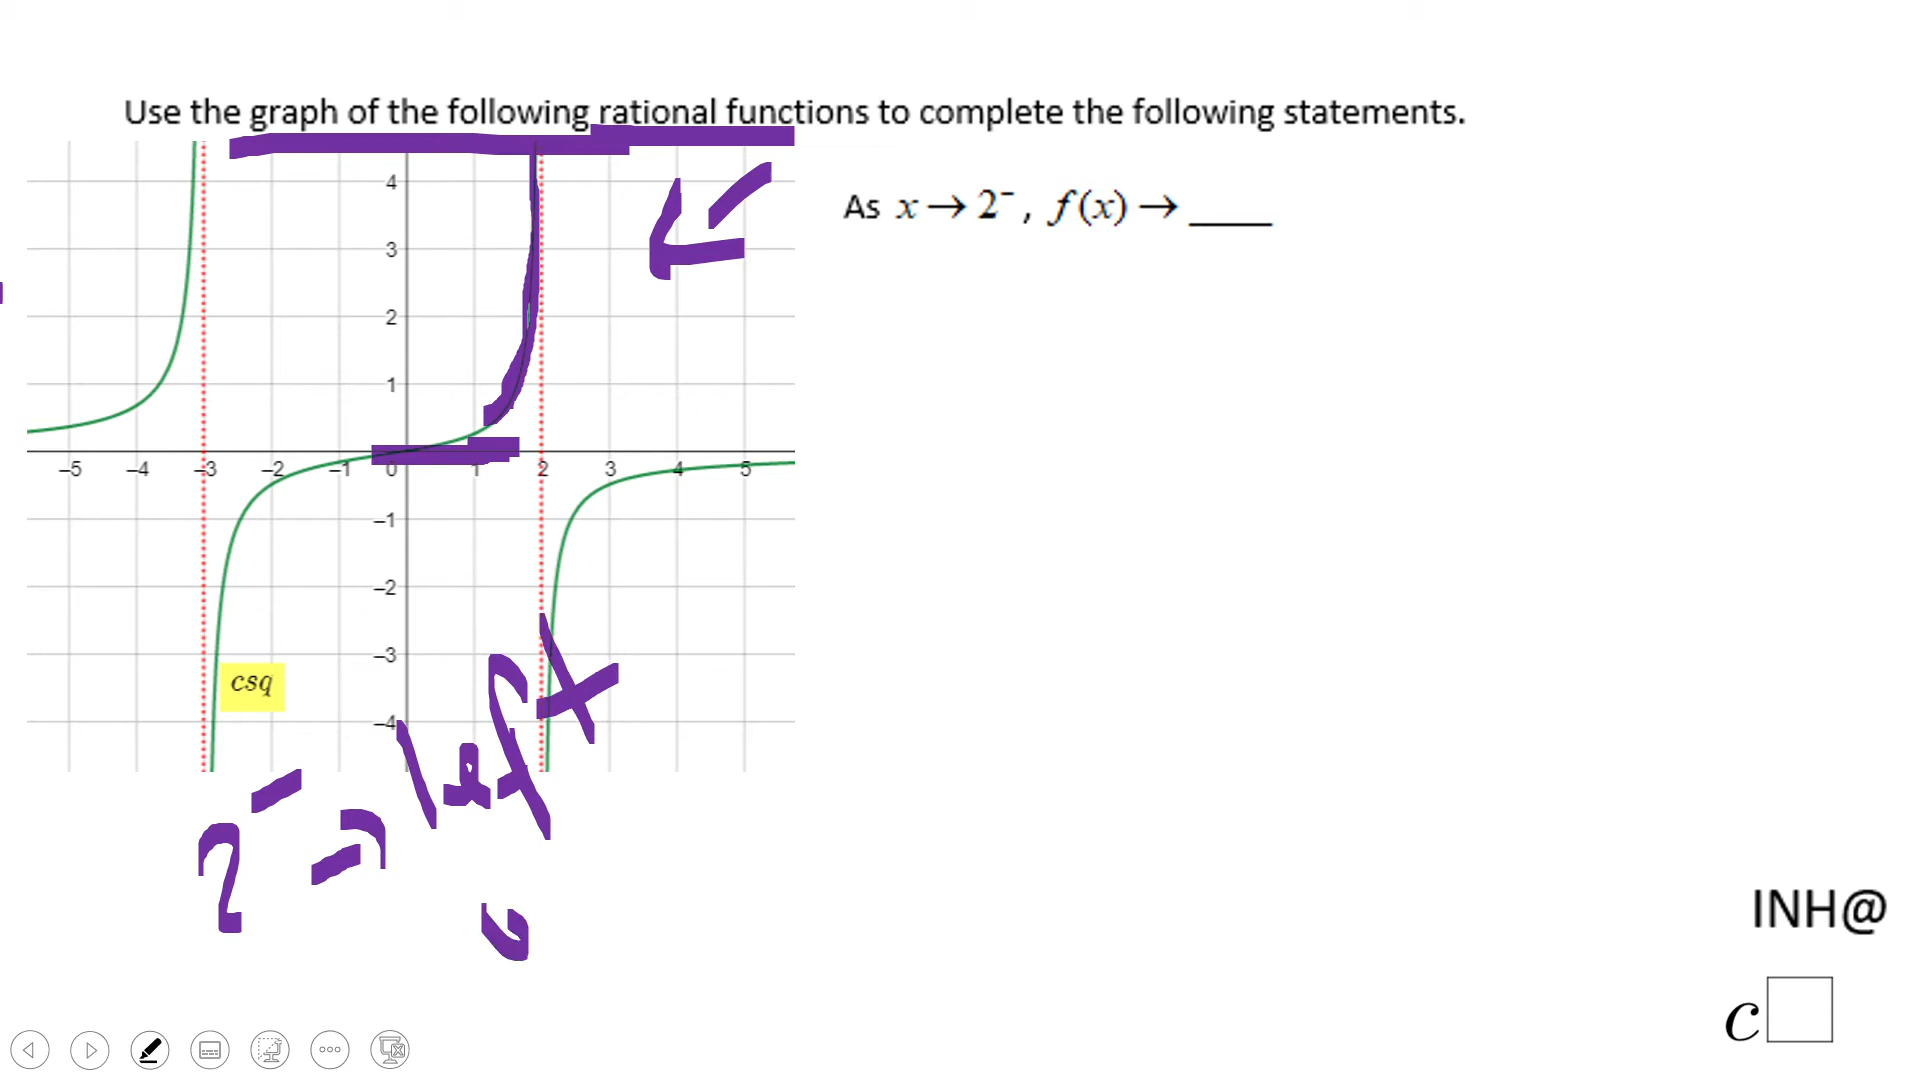 Use the graph of the following rational functions to complete the following statements.
As x → 2⁻, f(x) → ____
4
3
2
1
–5 –4 –3 –2 –1 0 1 2 3 4 5
–1
–2
–3
–4
csq
2⁻ → left
INH@
c